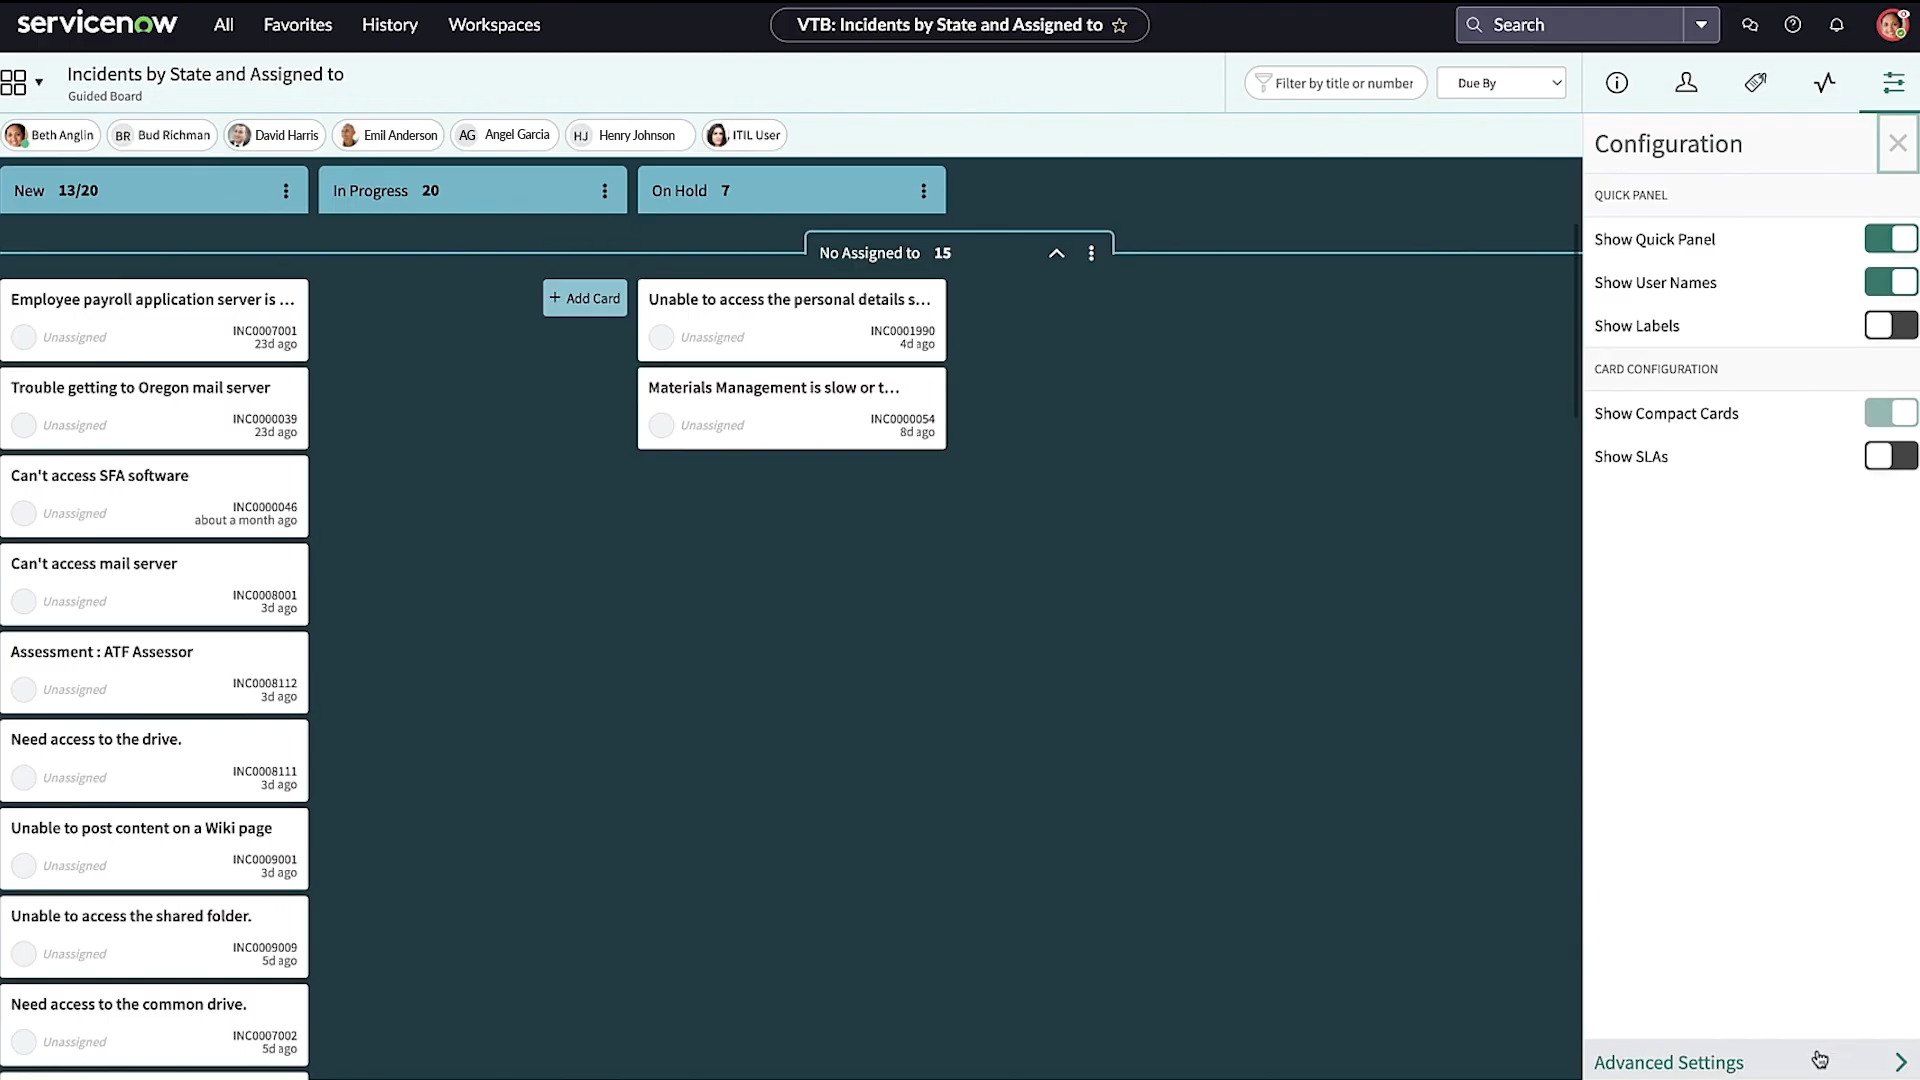 servicenow All Favorites History Workspaces VTB: Incidents by State and Assigned to Search
Incidents by State and Assigned to
Guided Board
Filter by title or number Due By
Beth Anglin BR Bud Richman David Harris Emil Anderson AG Angel Garcia HJ Henry Johnson ITIL User
Configuration
New 13/20 In Progress 20 On Hold 7
QUICK PANEL
Show Quick Panel
Show User Names
Show Labels
CARD CONFIGURATION
Show Compact Cards
Show SLAs
No Assigned to 15
Employee payroll application server is ...
Unassigned INC0007001
23d ago
+ Add Card
Unable to access the personal details s...
Unassigned INC0001990
4d ago
Trouble getting to Oregon mail server
Unassigned INC0000039
23d ago
Materials Management is slow or t...
Unassigned INC0000054
8d ago
Can't access SFA software
Unassigned INC0000046
about a month ago
Can't access mail server
Unassigned INC0008001
3d ago
Assessment : ATF Assessor
Unassigned INC0008112
3d ago
Need access to the drive.
Unassigned INC0008111
3d ago
Unable to post content on a Wiki page
Unassigned INC0009001
3d ago
Unable to access the shared folder.
Unassigned INC0009009
5d ago
Need access to the common drive.
Unassigned INC0007002
5d ago
Advanced Settings